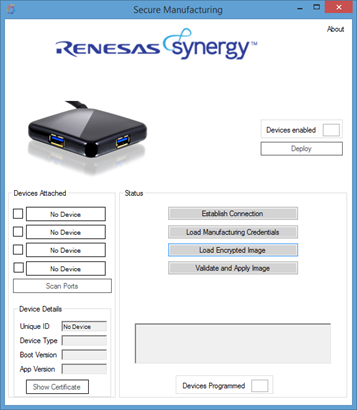 Secure Manufacturing
About
RENESAS synergy™
Devices enabled
Deploy
Devices Attached
No Device
No Device
No Device
No Device
Scan Ports
Device Details
Unique ID No Device
Device Type
Boot Version
App Version
Show Certificate
Status
Establish Connection
Load Manufacturing Credentials
Load Encrypted Image
Validate and Apply Image
Devices Programmed